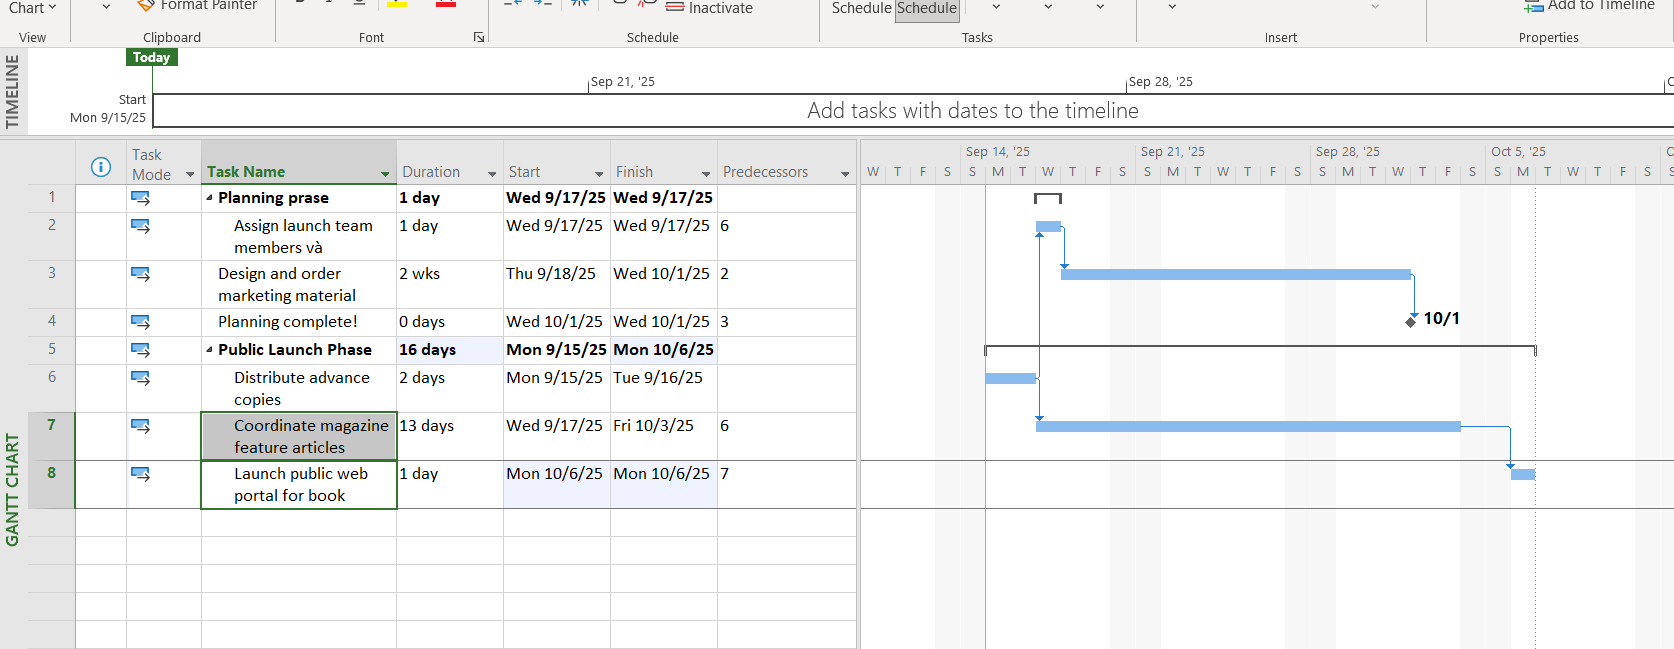 Chart
Format Painter
Inactivate
Schedule
Schedule
Add to Timeline
View
Clipboard
Font
Schedule
Tasks
Insert
Properties
TIMELINE
Today
Sep 21, '25
Sep 28, '25
Start
Mon 9/15/25
Add tasks with dates to the timeline
GANTT CHART
Task Mode
Task Name
Duration
Start
Finish
Predecessors
Sep 14, '25
Sep 21, '25
Sep 28, '25
Oct 5, '25
W T F S S M T W T F S S M T W T F S S M T W T F S S M T W T F S
1 Planning prase 1 day Wed 9/17/25 Wed 9/17/25
2 Assign launch team 1 day Wed 9/17/25 Wed 9/17/25 6
members và
3 Design and order 2 wks Thu 9/18/25 Wed 10/1/25 2
marketing material
4 Planning complete! 0 days Wed 10/1/25 Wed 10/1/25 3
10/1
5 Public Launch Phase 16 days Mon 9/15/25 Mon 10/6/25
6 Distribute advance 2 days Mon 9/15/25 Tue 9/16/25
copies
7 Coordinate magazine 13 days Wed 9/17/25 Fri 10/3/25 6
feature articles
8 Launch public web 1 day Mon 10/6/25 Mon 10/6/25 7
portal for book